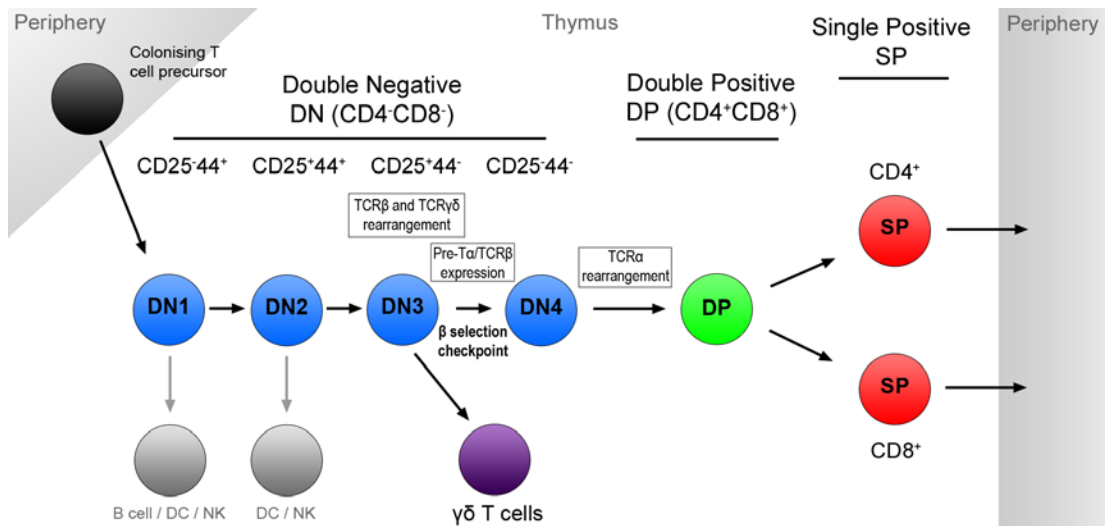 Periphery
Thymus
Periphery
Colonising T
cell precursor
Single Positive
SP
Double Negative
DN (CD4⁻CD8⁻)
Double Positive
DP (CD4⁺CD8⁺)
CD25⁻44⁺
CD25⁺44⁺
CD25⁺44⁻
CD25⁻44⁻
CD4⁺
TCRβ and TCRγδ
rearrangement
Pre-Tα/TCRβ
expression
TCRα
rearrangement
SP
DN1
DN2
DN3
DN4
DP
β selection
checkpoint
SP
CD8⁺
B cell / DC / NK
DC / NK
γδ T cells